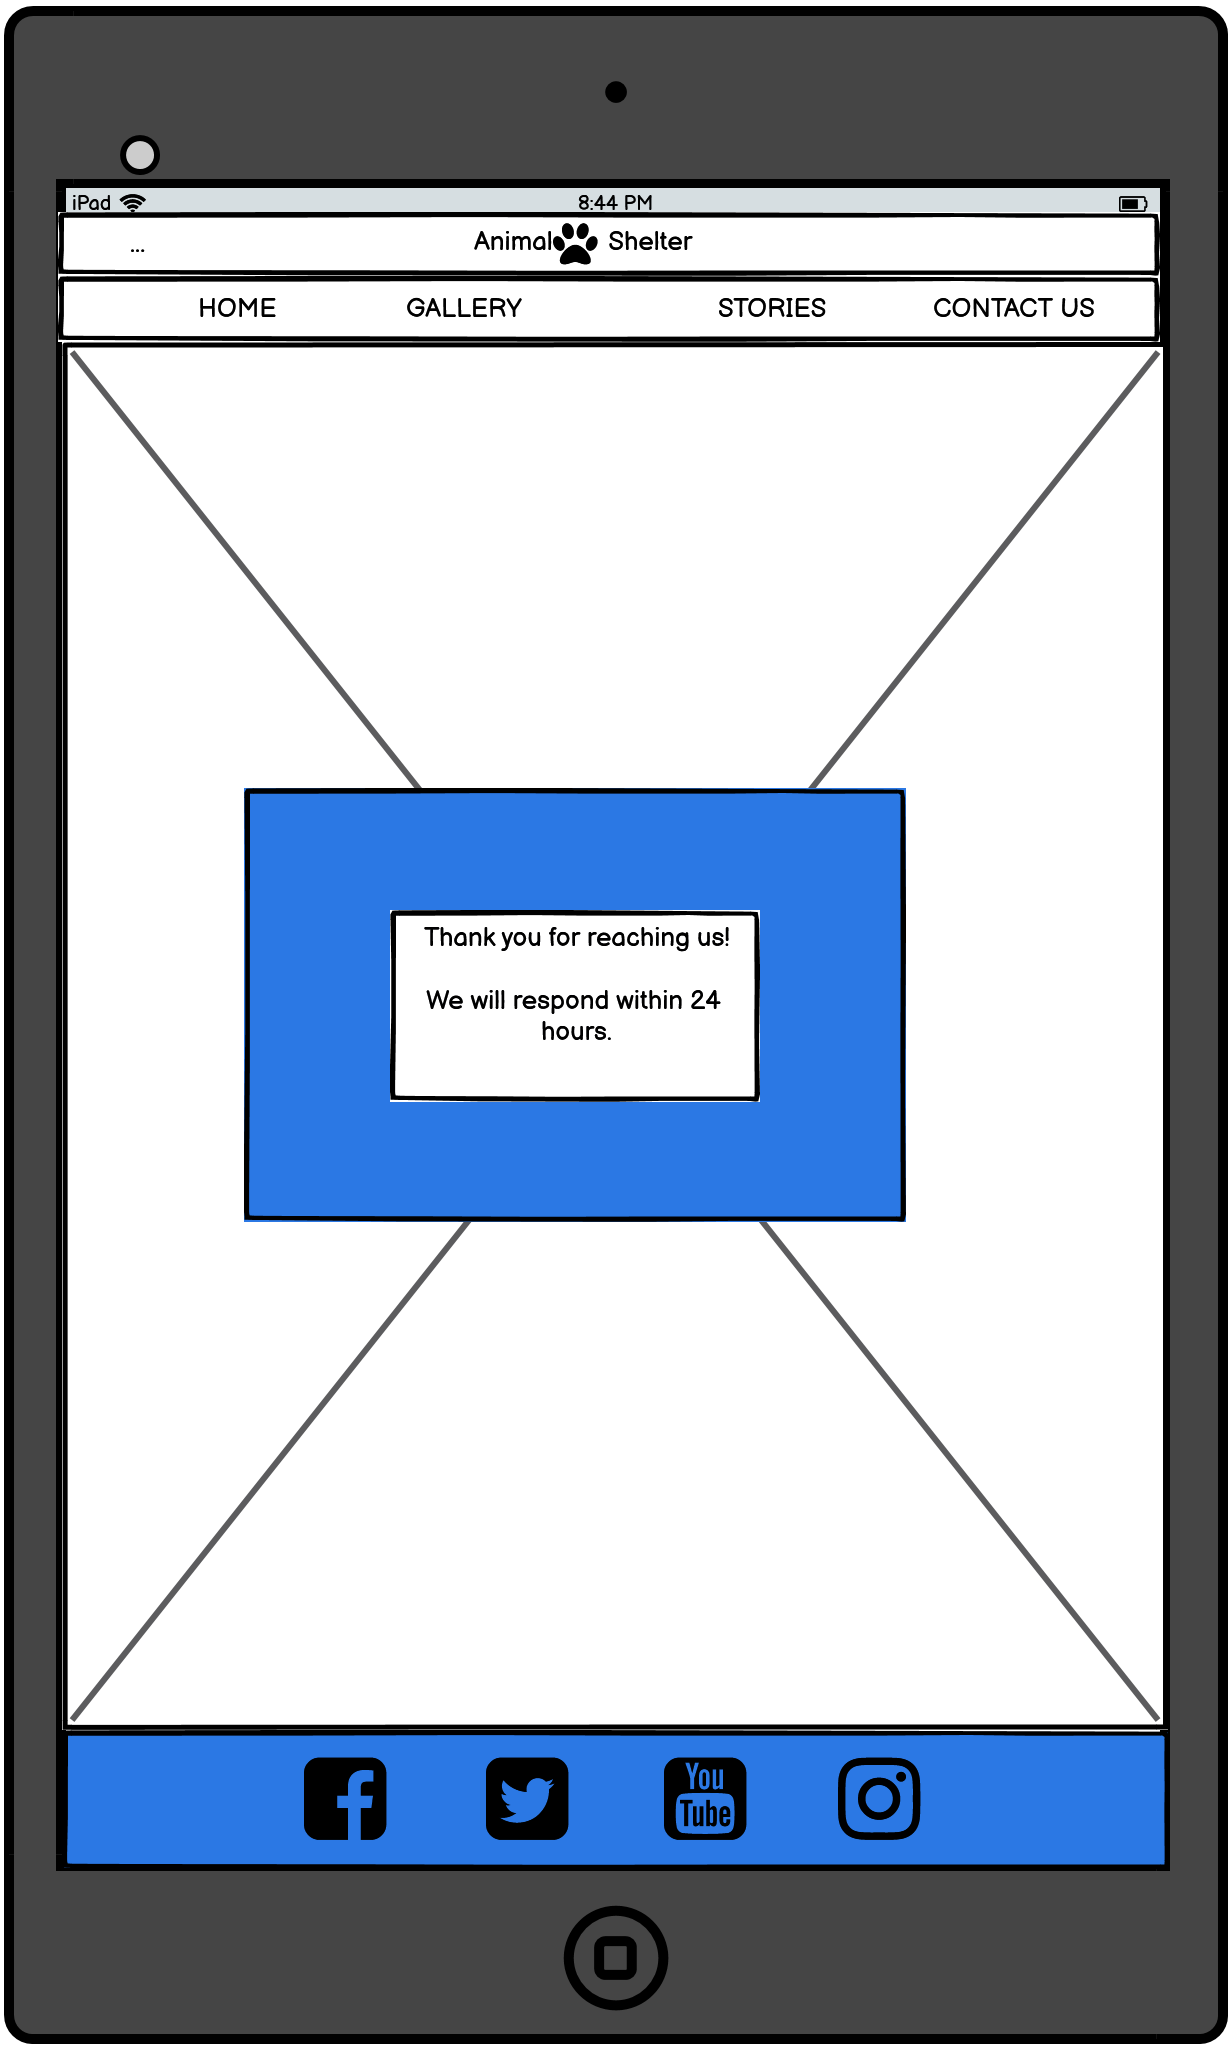 iPad 8:44 PM
... Animal Shelter
HOME GALLERY STORIES CONTACT US
Thank you for reaching us!
We will respond within 24
hours.
You
Tube